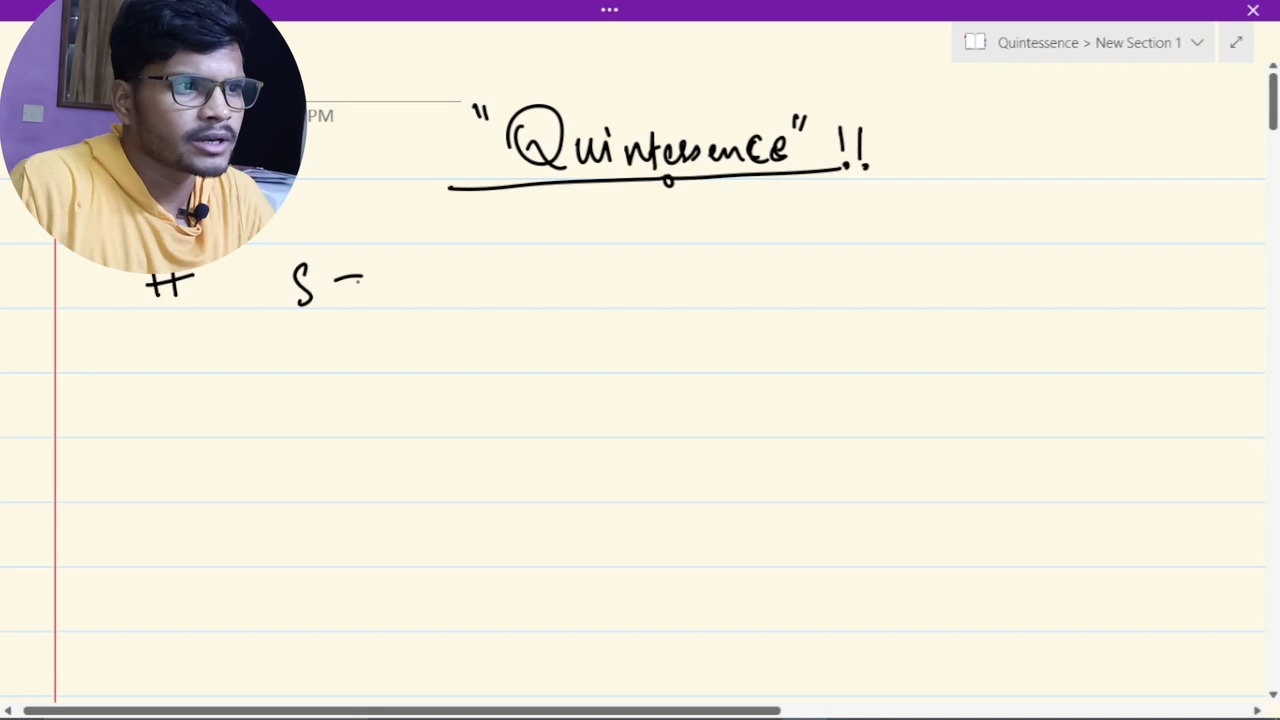 Quintessence > New Section 1
PM
"Quintessence" !!
# S -